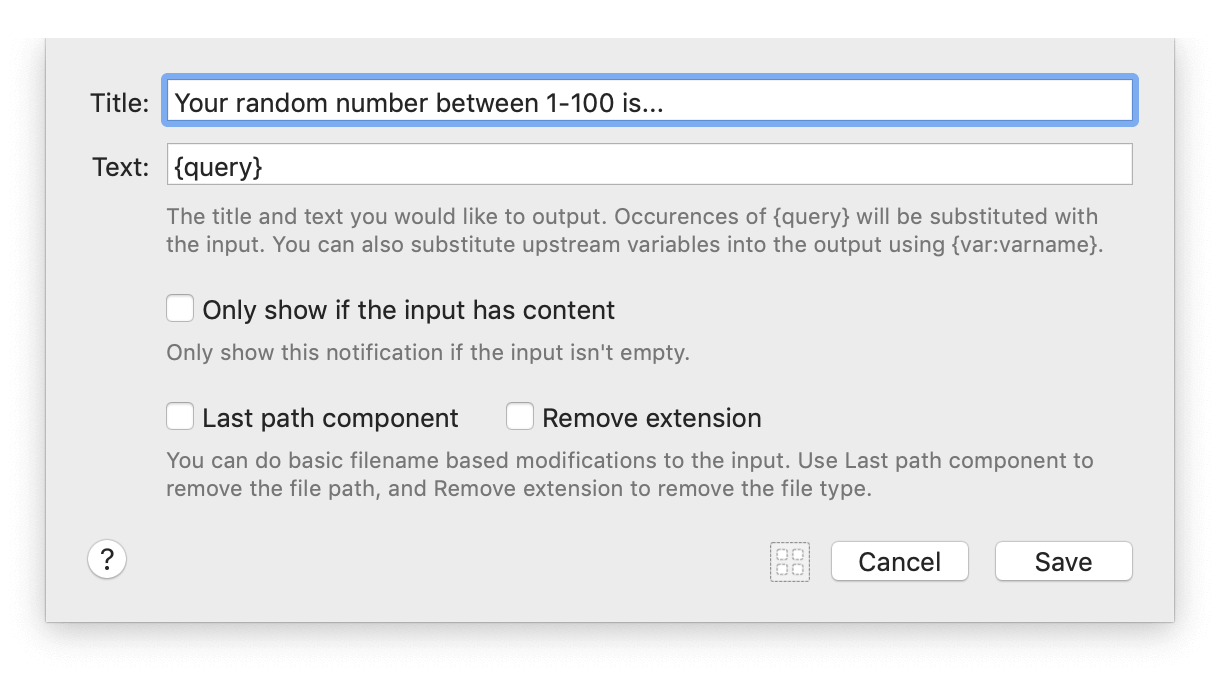 Title: Your random number between 1-100 is...
Text: {query}
The title and text you would like to output. Occurences of {query} will be substituted with
the input. You can also substitute upstream variables into the output using {var:varname}.
Only show if the input has content
Only show this notification if the input isn't empty.
Last path component Remove extension
You can do basic filename based modifications to the input. Use Last path component to
remove the file path, and Remove extension to remove the file type.
? Cancel Save